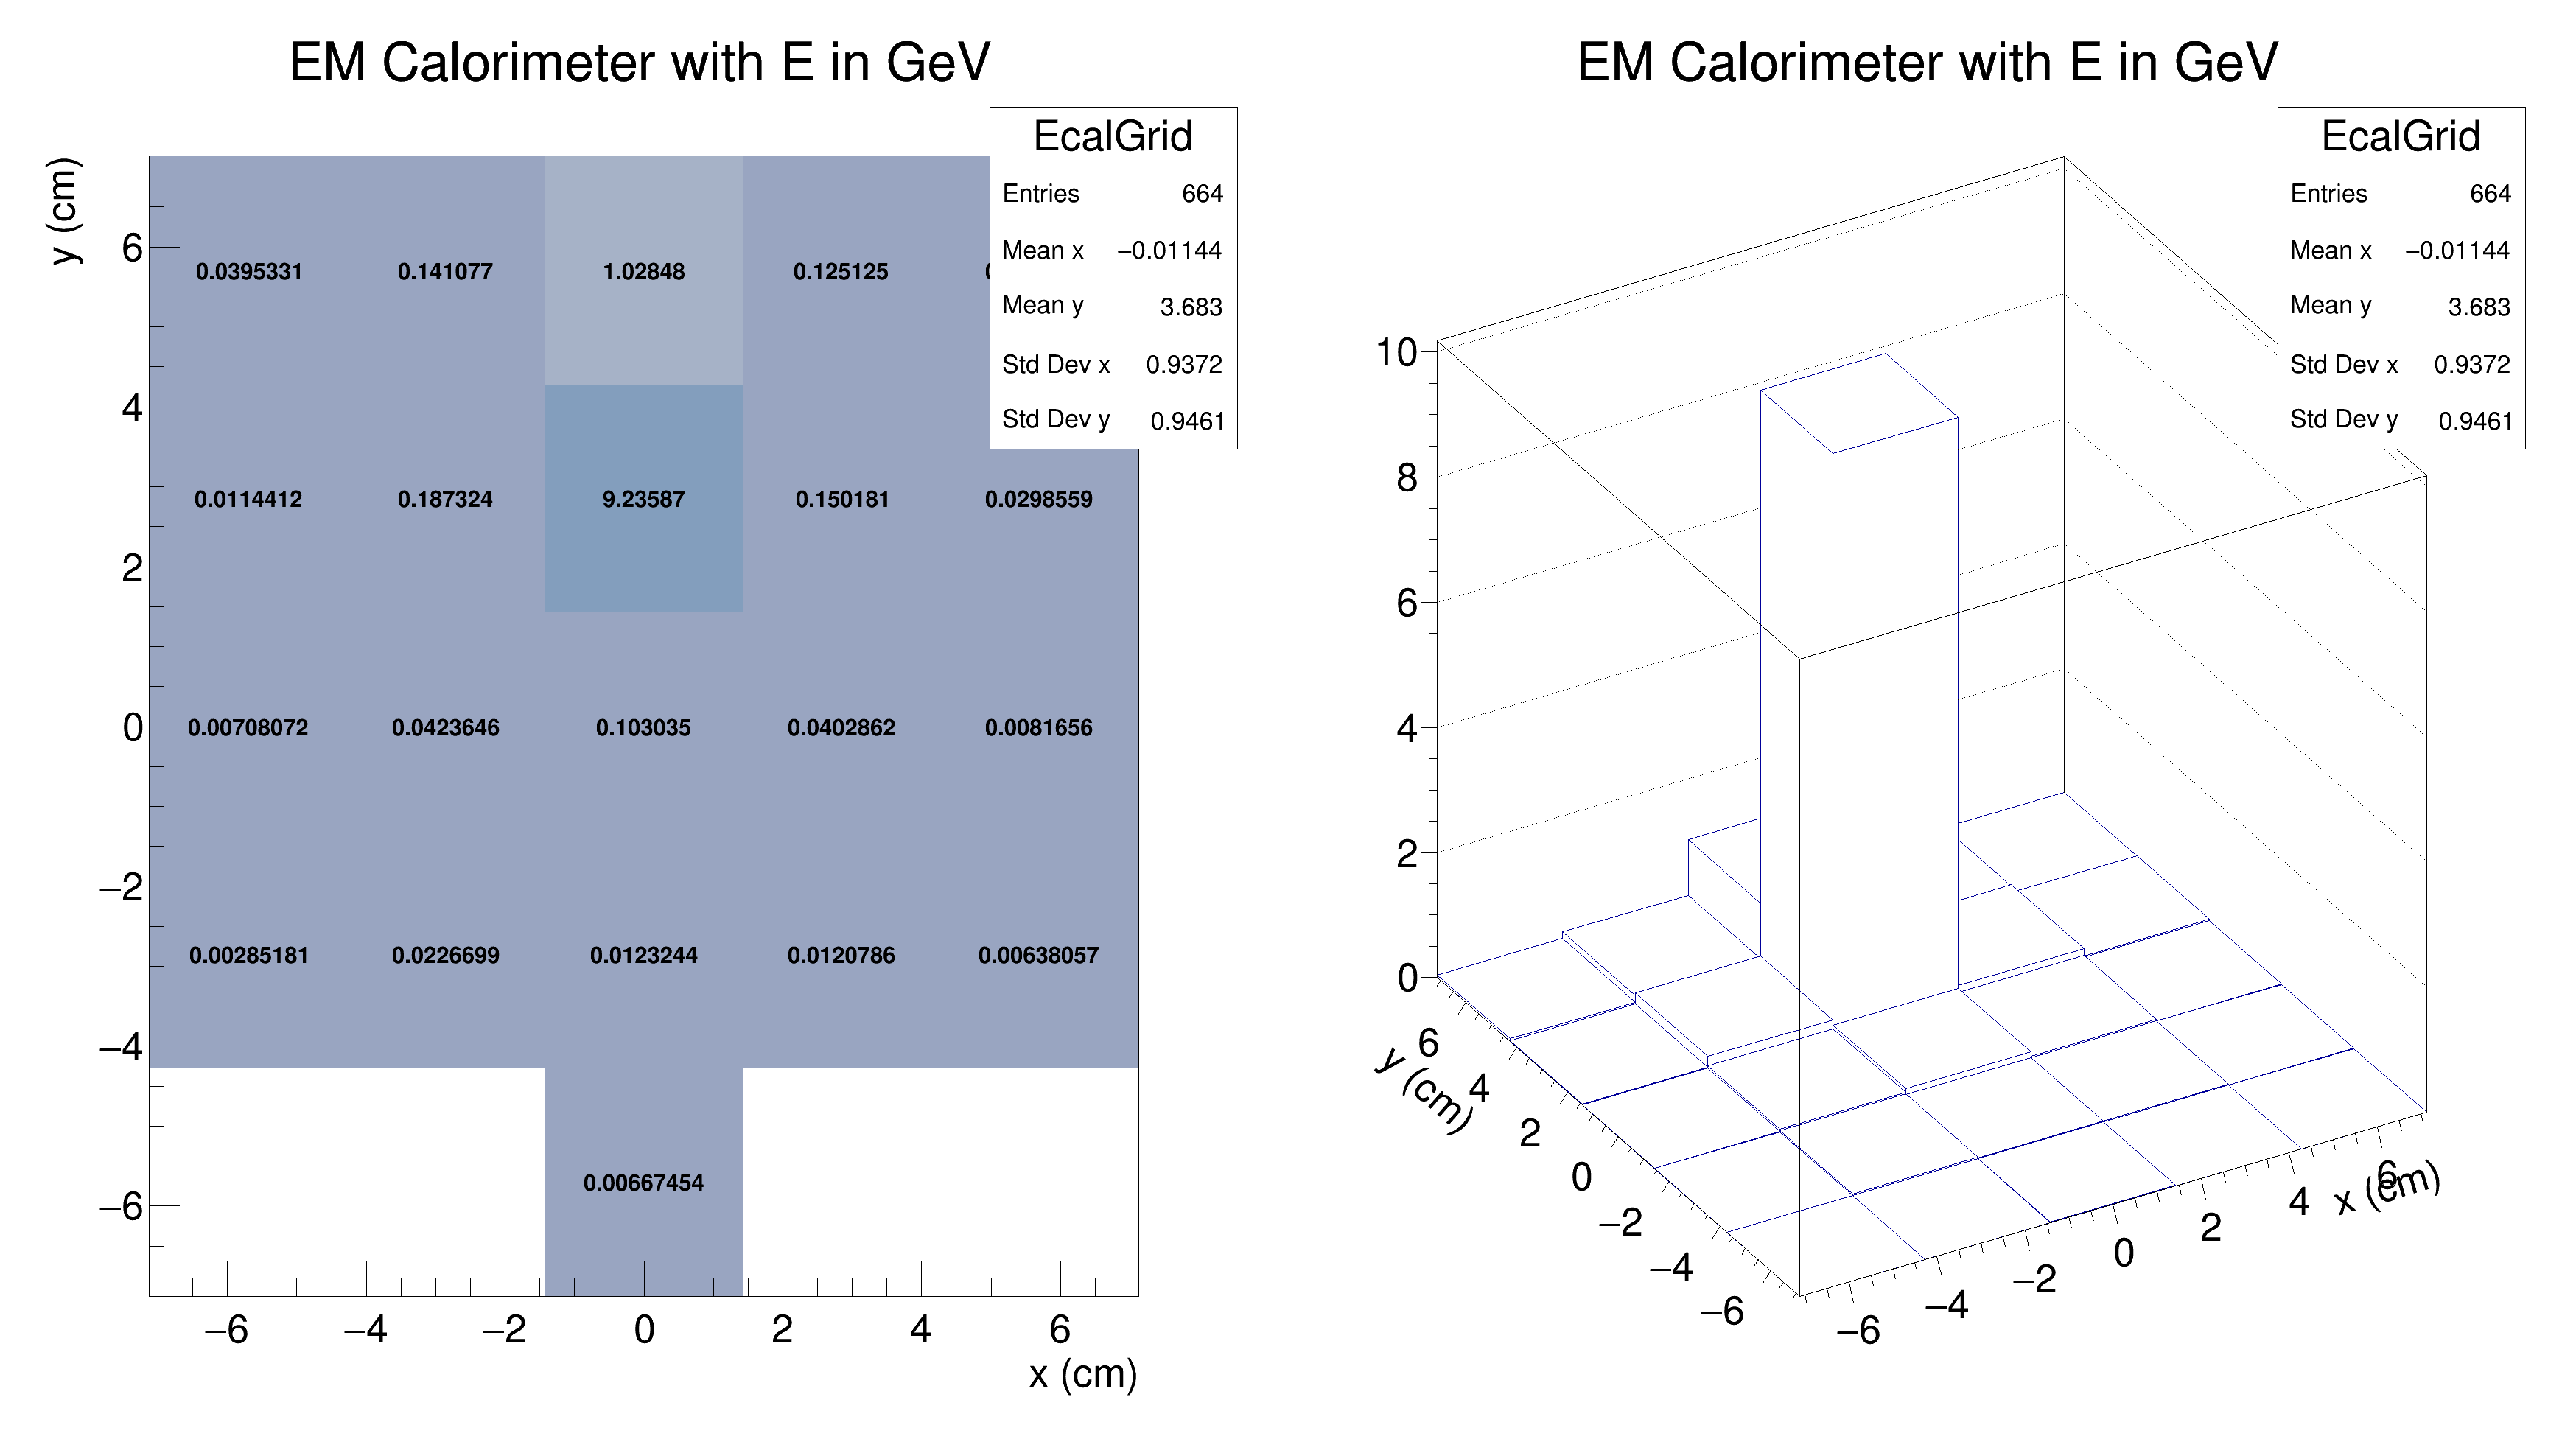 EM Calorimeter with E in GeV
EcalGrid
Entries 664
Mean x −0.01144
Mean y 3.683
Std Dev x 0.9372
Std Dev y 0.9461
y (cm)
6
4
2
0
−2
−4
−6
0.0395331 0.141077 1.02848 0.125125
0.0114412 0.187324 9.23587 0.150181 0.0298559
0.00708072 0.0423646 0.103035 0.0402862 0.0081656
0.00285181 0.0226699 0.0123244 0.0120786 0.00638057
0.00667454
−6 −4 −2 0 2 4 6
x (cm)
EM Calorimeter with E in GeV
EcalGrid
Entries 664
Mean x −0.01144
Mean y 3.683
Std Dev x 0.9372
Std Dev y 0.9461
10
8
6
4
2
0
6
4
2
0
−2
−4
−6
y (cm)
−6
−4
−2
0
2
4
6
x (cm)